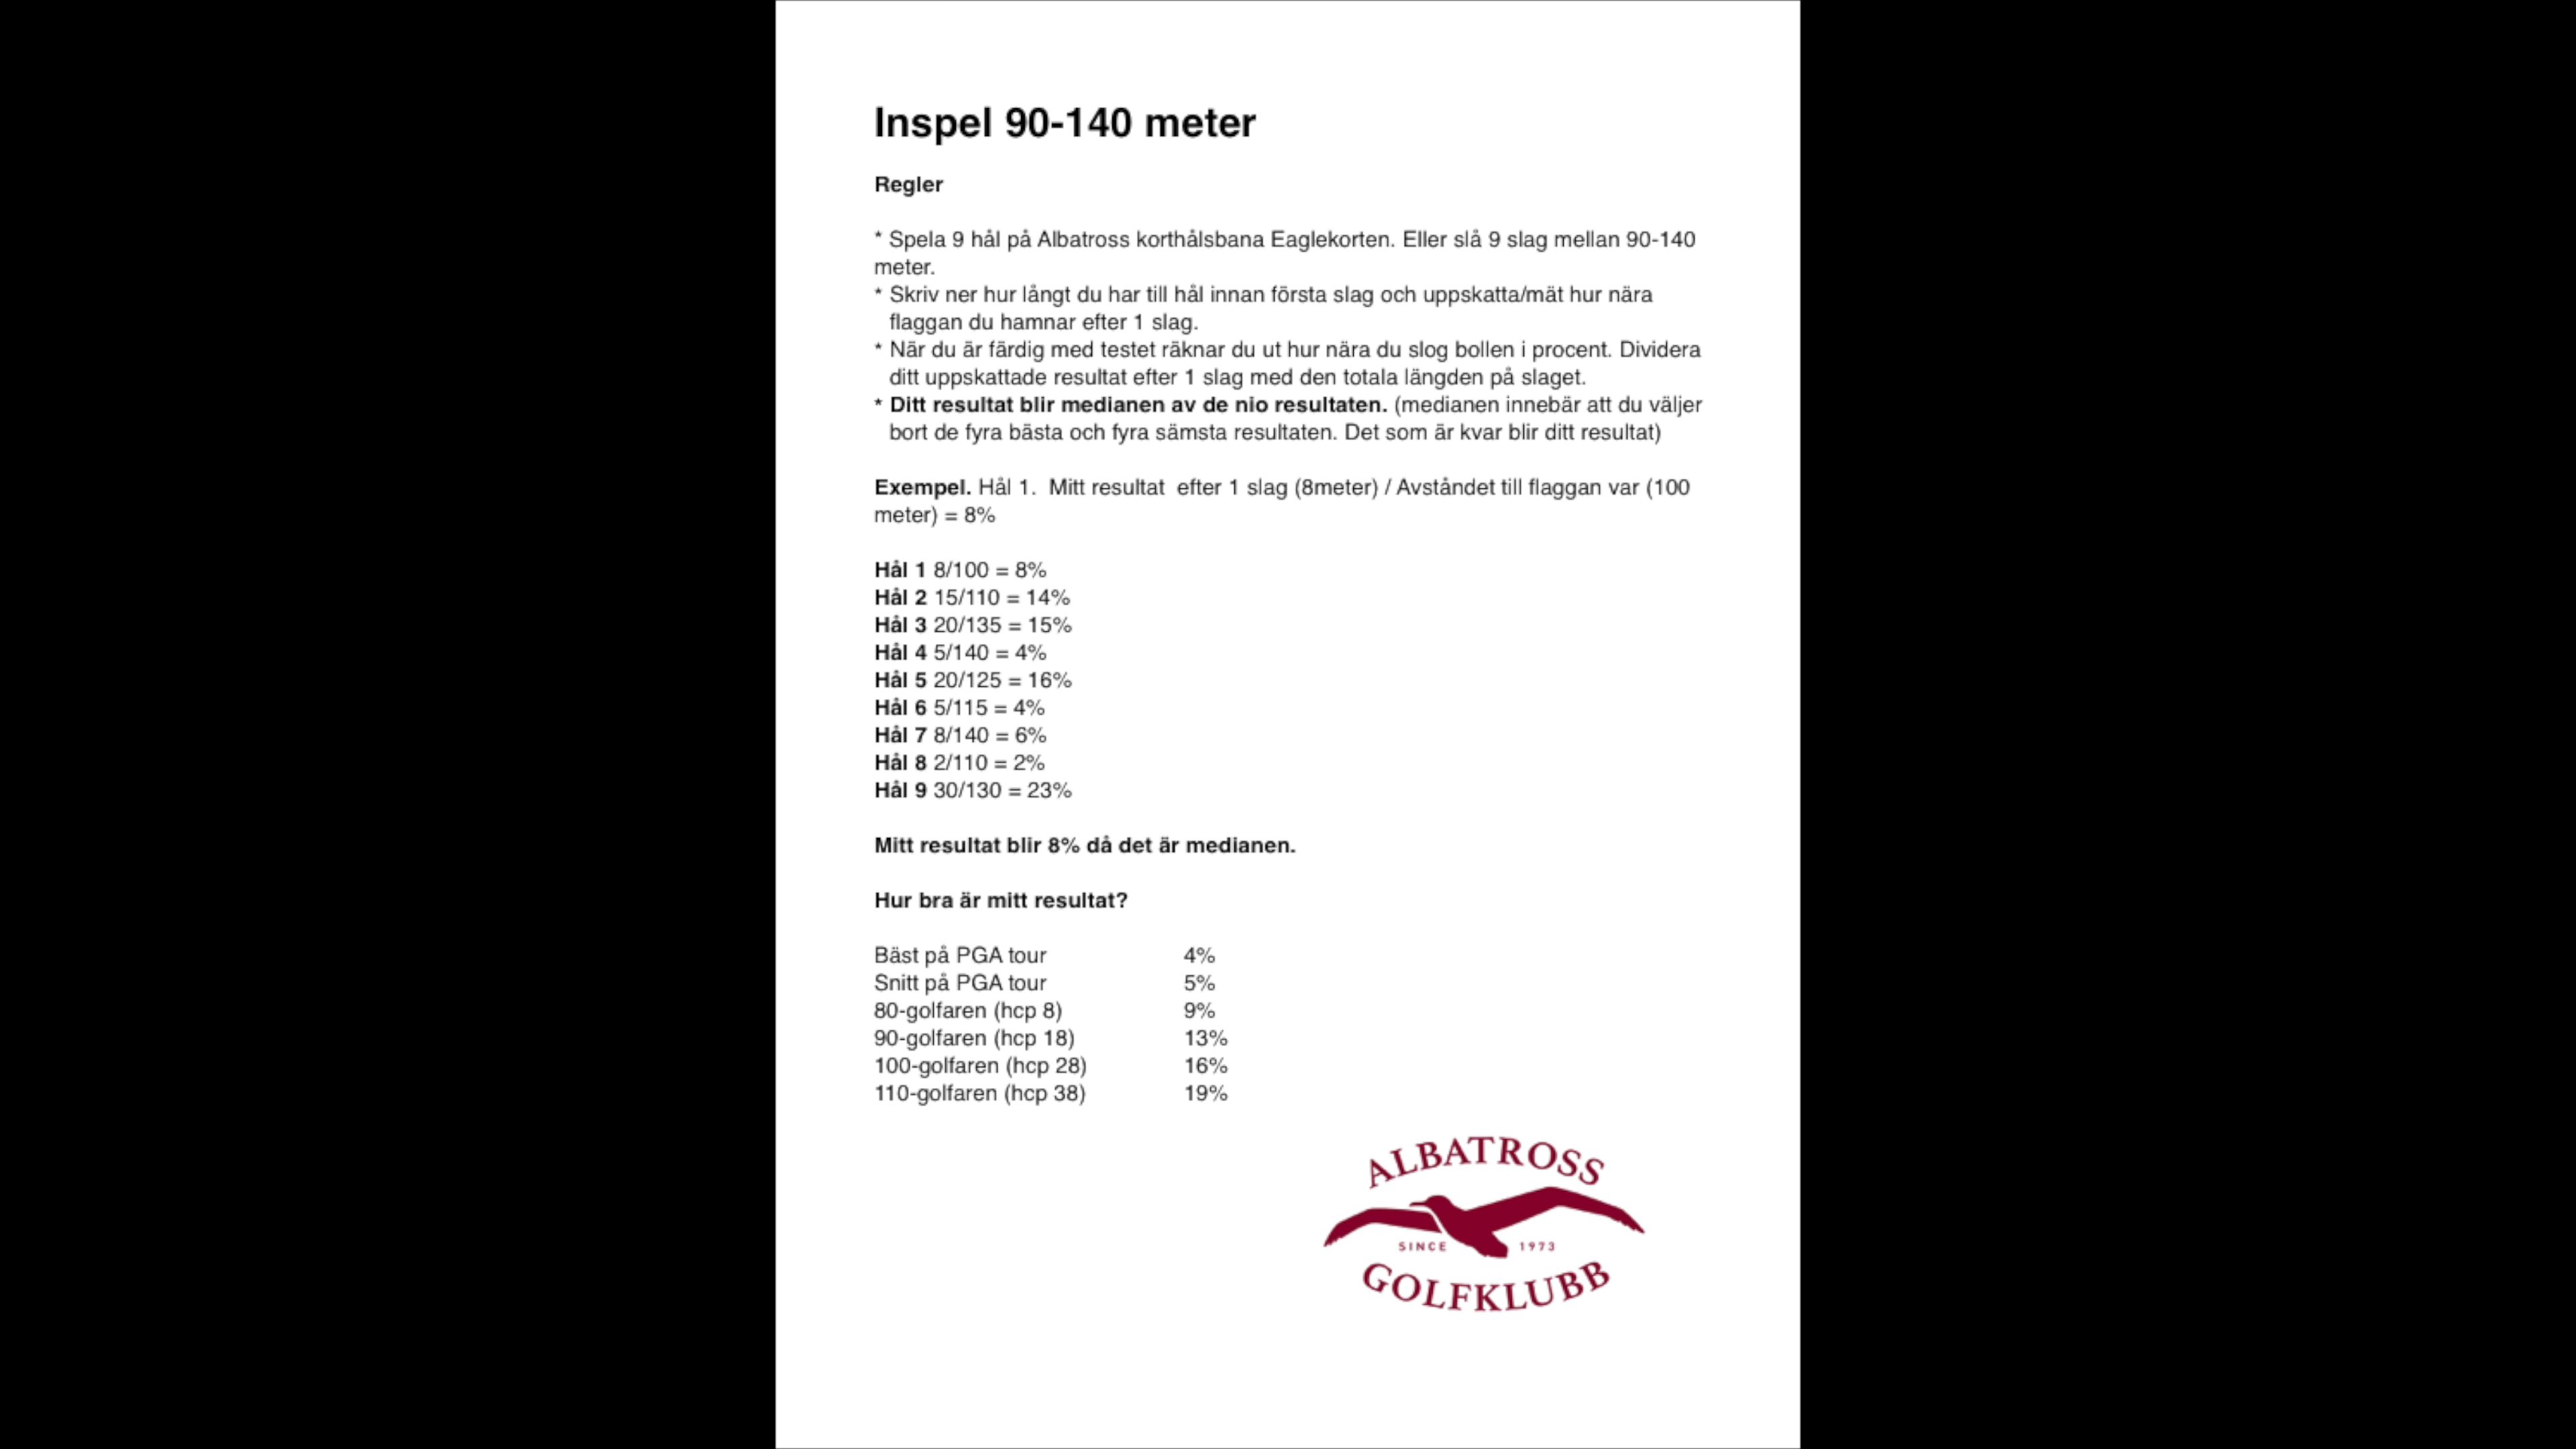 Inspel 90-140 meter
Regler
* Spela 9 hål på Albatross korthålsbana Eaglekorten. Eller slå 9 slag mellan 90-140
meter.
* Skriv ner hur långt du har till hål innan första slag och uppskatta/mät hur nära
flaggan du hamnar efter 1 slag.
* När du är färdig med testet räknar du ut hur nära du slog bollen i procent. Dividera
ditt uppskattade resultat efter 1 slag med den totala längden på slaget.
* Ditt resultat blir medianen av de nio resultaten. (medianen innebär att du väljer
bort de fyra bästa och fyra sämsta resultaten. Det som är kvar blir ditt resultat)
Exempel. Hål 1.  Mitt resultat  efter 1 slag (8meter) / Avståndet till flaggan var (100
meter) = 8%
Hål 1 8/100 = 8%
Hål 2 15/110 = 14%
Hål 3 20/135 = 15%
Hål 4 5/140 = 4%
Hål 5 20/125 = 16%
Hål 6 5/115 = 4%
Hål 7 8/140 = 6%
Hål 8 2/110 = 2%
Hål 9 30/130 = 23%
Mitt resultat blir 8% då det är medianen.
Hur bra är mitt resultat?
Bäst på PGA tour 4%
Snitt på PGA tour 5%
80-golfaren (hcp 8) 9%
90-golfaren (hcp 18) 13%
100-golfaren (hcp 28) 16%
110-golfaren (hcp 38) 19%
ALBATROSS
SINCE 1973
GOLFKLUBB